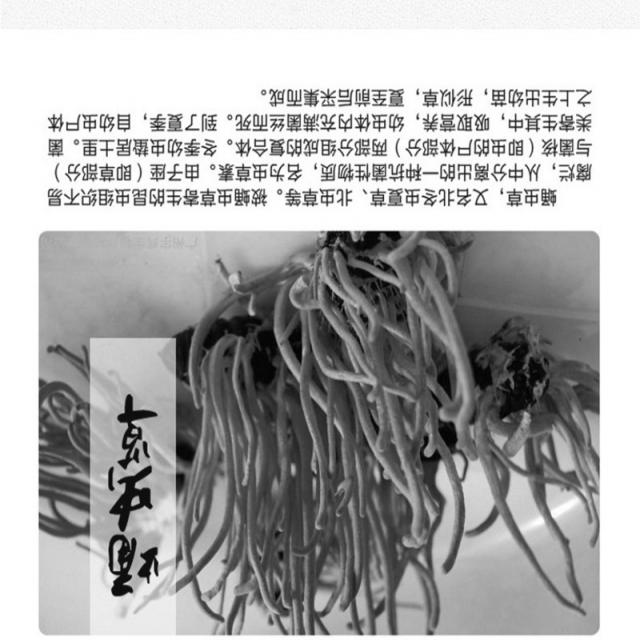 蛹虫草，又名北冬虫夏草、北虫草等。被蛹虫草寄生的昆虫组织不易
腐烂，从中分离出的一种抗菌性物质，名为虫草素。由子座（即草部分）
与菌核（即虫的尸体部分）两部分组成的复合体。冬季幼虫蛰居土里。菌
类寄生其中，吸取营养，幼虫体内充满菌丝而死。到了夏季，自幼虫尸体
之上生出幼苗，形似草，夏至前后采集而成。